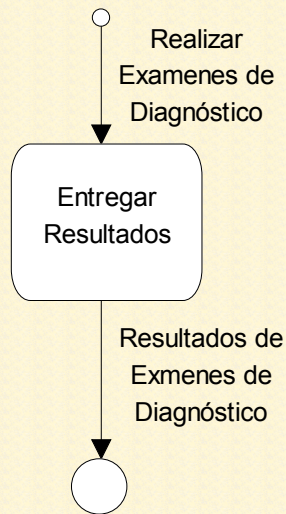 Realizar
Examenes de
Diagnóstico
Entregar
Resultados
Resultados de
Exmenes de
Diagnóstico